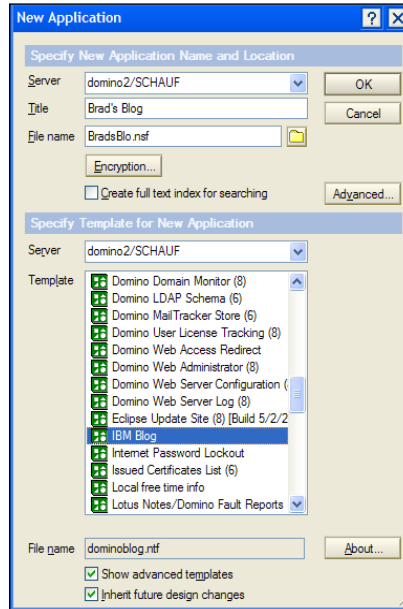 New Application
Specify New Application Name and Location
Server domino2/SCHAUF OK
Title Brad's Blog Cancel
File name BradsBlo.nsf
Encryption...
Create full text index for searching Advanced...
Specify Template for New Application
Server domino2/SCHAUF
Template Domino Domain Monitor (8)
Domino LDAP Schema (6)
Domino MailTracker Store (6)
Domino User License Tracking (8)
Domino Web Access Redirect
Domino Web Administrator (8)
Domino Web Server Configuration (
Domino Web Server Log (8)
Eclipse Update Site (8) [Build 5/2/2
IBM Blog
Internet Password Lockout
Issued Certificates List (6)
Local free time info
Lotus Notes/Domino Fault Reports
File name dominoblog.ntf About...
Show advanced templates
Inherit future design changes